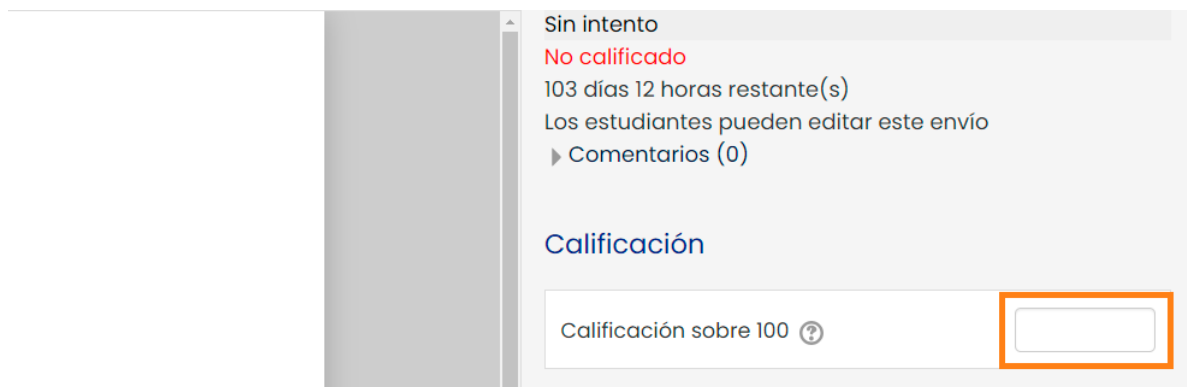 Sin intento
No calificado
103 días 12 horas restante(s)
Los estudiantes pueden editar este envío
Comentarios (0)
Calificación
Calificación sobre 100